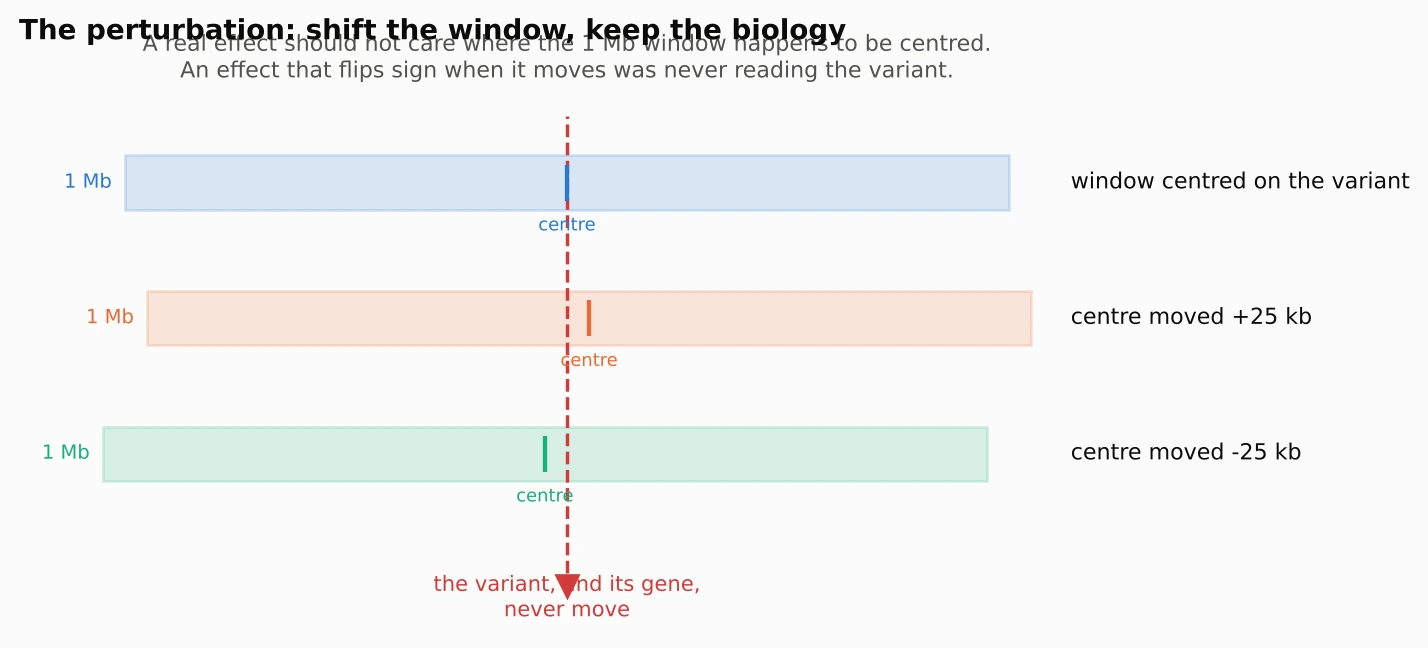 The perturbation: shift the window, keep the biology
A real effect should not care where the 1 Mb window happens to be centred.
An effect that flips sign when it moves was never reading the variant.
1 Mb
window centred on the variant
centre
1 Mb
centre moved +25 kb
centre
1 Mb
centre moved -25 kb
centre
the variant, and its gene,
never move